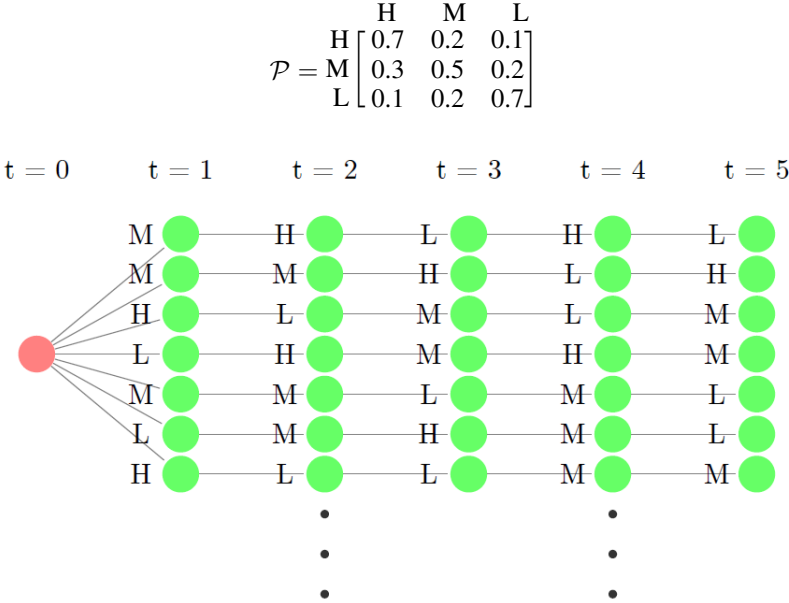 H M L
H 0.7 0.2 0.1
𝒫 = M 0.3 0.5 0.2
L 0.1 0.2 0.7
t = 0 t = 1 t = 2 t = 3 t = 4 t = 5
M H L H L
M M H L H
H L M L M
L H M H M
M M L M L
L M H M L
H L L M M